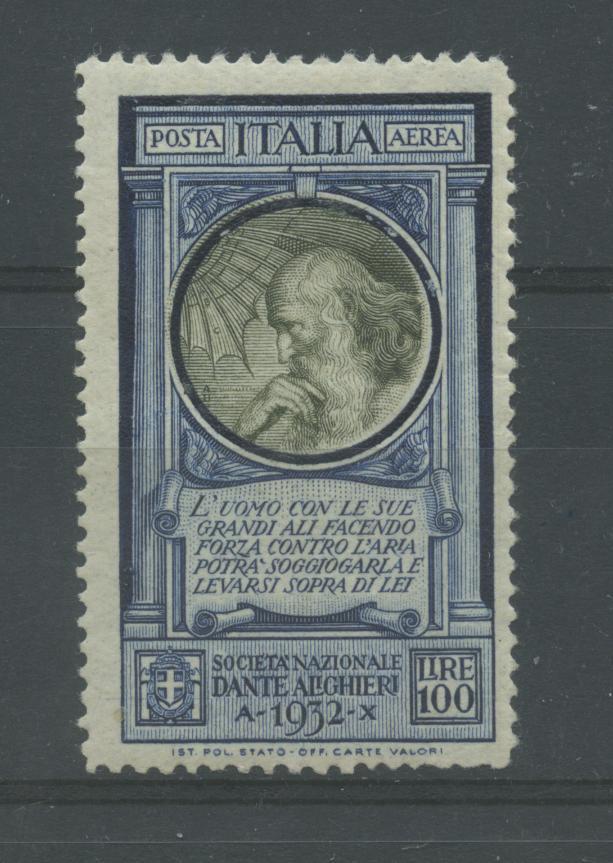 POSTA ITALIA AEREA
L'UOMO CON LE SUE
GRANDI ALI FACENDO
FORZA CONTRO L'ARIA
POTRA' SOGGIOGARLA E
LEVARSI SOPRA DI LEI
SOCIETA' NAZIONALE
DANTE ALIGHIERI
A-1932-X
LIRE
100
IST. POL. STATO-OFF. CARTE VALORI